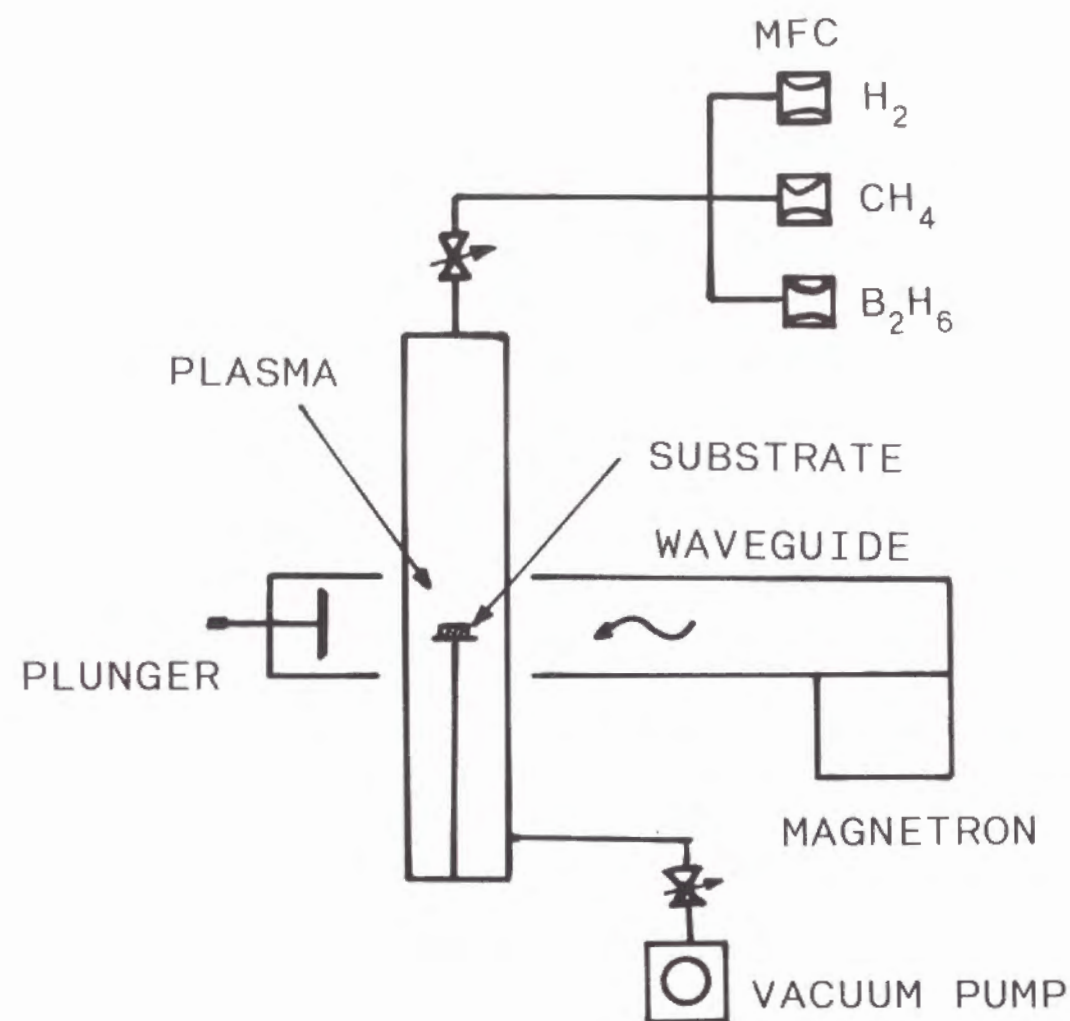 MFC
H₂
CH₄
B₂H₆
PLASMA
SUBSTRATE
WAVEGUIDE
PLUNGER
MAGNETRON
VACUUM PUMP